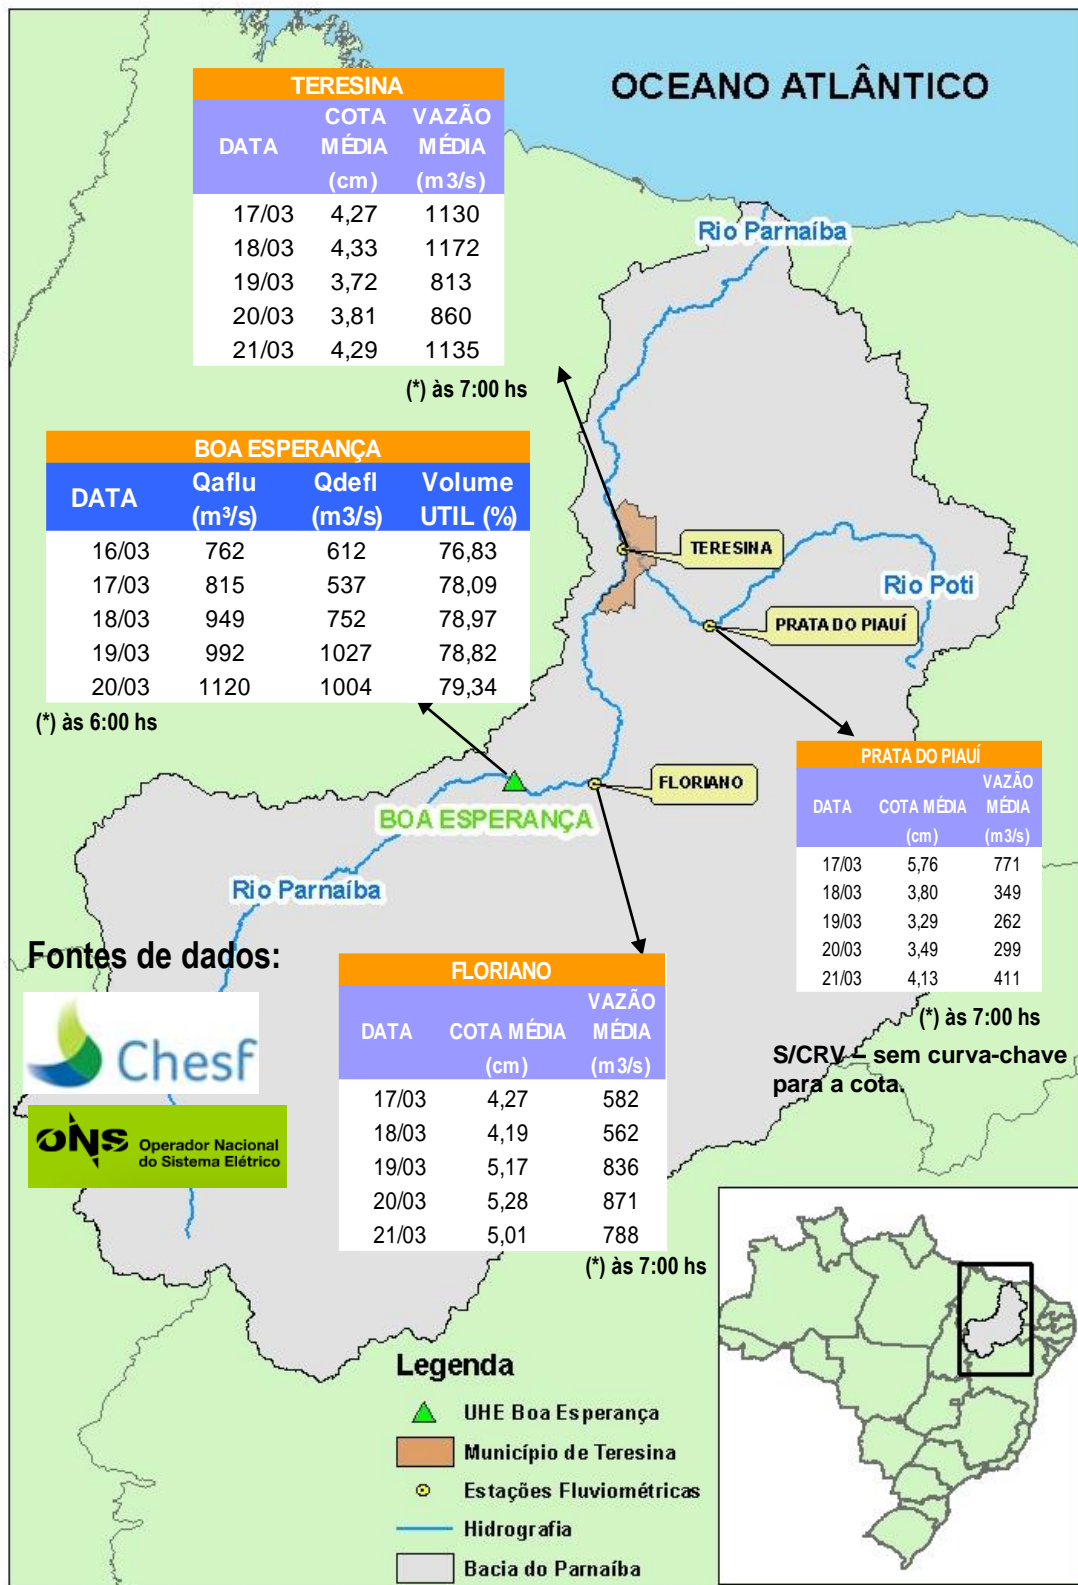 OCEANO ATLÂNTICO
TERESINA
DATA COTA MÉDIA (cm) VAZÃO MÉDIA (m3/s)
17/03 4,27 1130
18/03 4,33 1172
19/03 3,72 813
20/03 3,81 860
21/03 4,29 1135
(*) às 7:00 hs
Rio Parnaíba
BOA ESPERANÇA
DATA Qaflu (m³/s) Qdefl (m3/s) Volume UTIL (%)
16/03 762 612 76,83
17/03 815 537 78,09
18/03 949 752 78,97
19/03 992 1027 78,82
20/03 1120 1004 79,34
(*) às 6:00 hs
TERESINA
Rio Poti
PRATA DO PIAUÍ
FLORIANO
BOA ESPERANÇA
Rio Parnaíba
PRATA DO PIAUÍ
DATA COTA MÉDIA (cm) VAZÃO MÉDIA (m3/s)
17/03 5,76 771
18/03 3,80 349
19/03 3,29 262
20/03 3,49 299
21/03 4,13 411
(*) às 7:00 hs
S/CRV – sem curva-chave
para a cota.
Fontes de dados:
Chesf
ONS Operador Nacional
do Sistema Elétrico
FLORIANO
DATA COTA MÉDIA (cm) VAZÃO MÉDIA (m3/s)
17/03 4,27 582
18/03 4,19 562
19/03 5,17 836
20/03 5,28 871
21/03 5,01 788
(*) às 7:00 hs
Legenda
UHE Boa Esperança
Município de Teresina
Estações Fluviométricas
Hidrografia
Bacia do Parnaíba